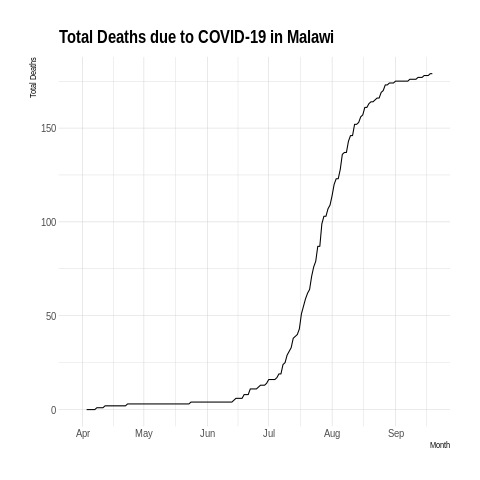 Total Deaths due to COVID-19 in Malawi
Total Deaths
150
100
50
0
Apr May Jun Jul Aug Sep
Month